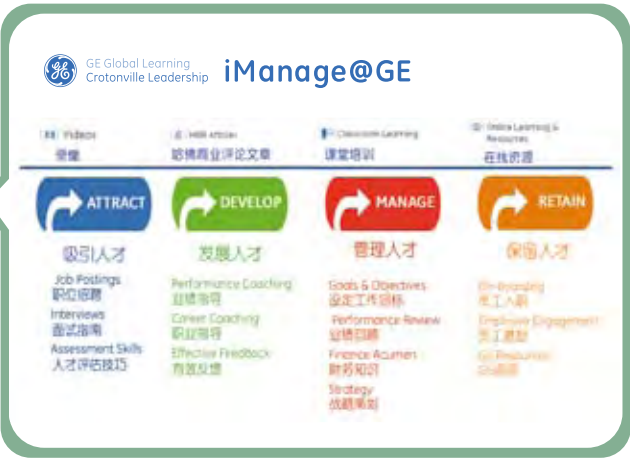 GE Global Learning
Crotonville Leadership
iManage@GE
Videos
录像
HBR Articles
哈佛商业评论文章
Classroom Learning
课堂培训
Online Learning &
Resources
在线资源
ATTRACT
吸引人才
Job Postings
职位招聘
Interviews
面试指南
Assessment Skills
人才评估技巧
DEVELOP
发展人才
Performance Coaching
业绩指导
Career Coaching
职业指导
Effective Feedback
有效反馈
MANAGE
管理人才
Goals & Objectives
设定工作目标
Performance Review
业绩回顾
Finance Acumen
财务知识
Strategy
战略策划
RETAIN
保留人才
On-boarding
员工入职
Employee Engagement
GE Resources